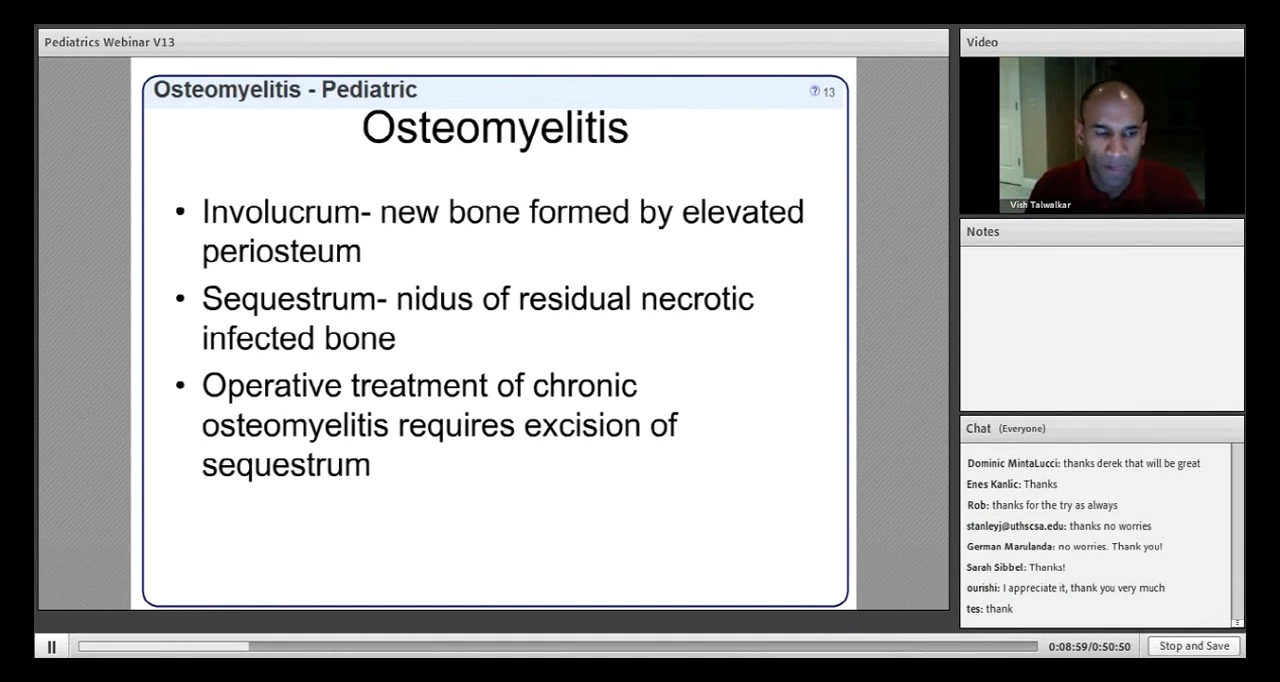 Pediatrics Webinar V13
Osteomyelitis - Pediatric
? 13
Osteomyelitis
• Involucrum- new bone formed by elevated
periosteum
• Sequestrum- nidus of residual necrotic
infected bone
• Operative treatment of chronic
osteomyelitis requires excision of
sequestrum
Video
Vish Talwalkar
Notes
Chat (Everyone)
Dominic MintaLucci: thanks derek that will be great
Enes Kanlic: Thanks
Rob: thanks for the try as always
stanleyj@uthscsa.edu: thanks no worries
German Marulanda: no worries. Thank you!
Sarah Sibbel: Thanks!
ourishi: I appreciate it, thank you very much
tes: thank
0:08:59/0:50:50
Stop and Save